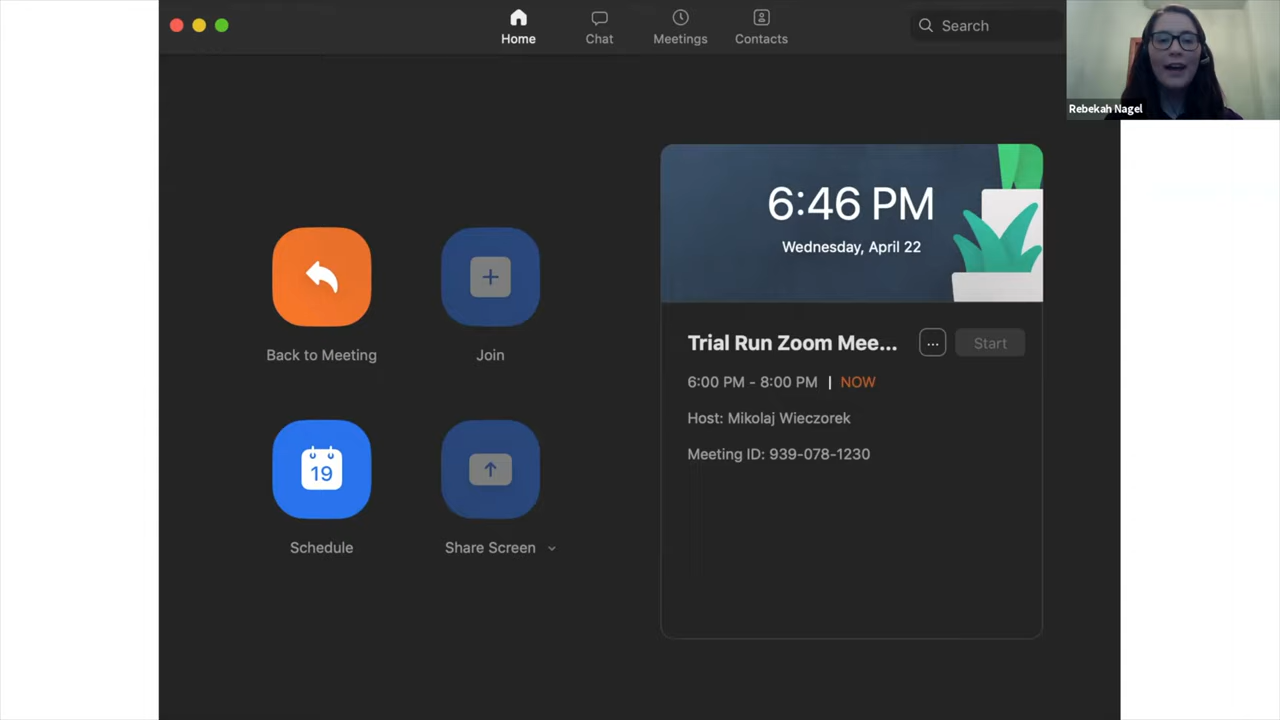 Home
Chat
Meetings
Contacts
Search
Rebekah Nagel
6:46 PM
Wednesday, April 22
Back to Meeting
Join
Trial Run Zoom Mee...
...
Start
6:00 PM - 8:00 PM | NOW
Host: Mikolaj Wieczorek
Meeting ID: 939-078-1230
19
Schedule
Share Screen